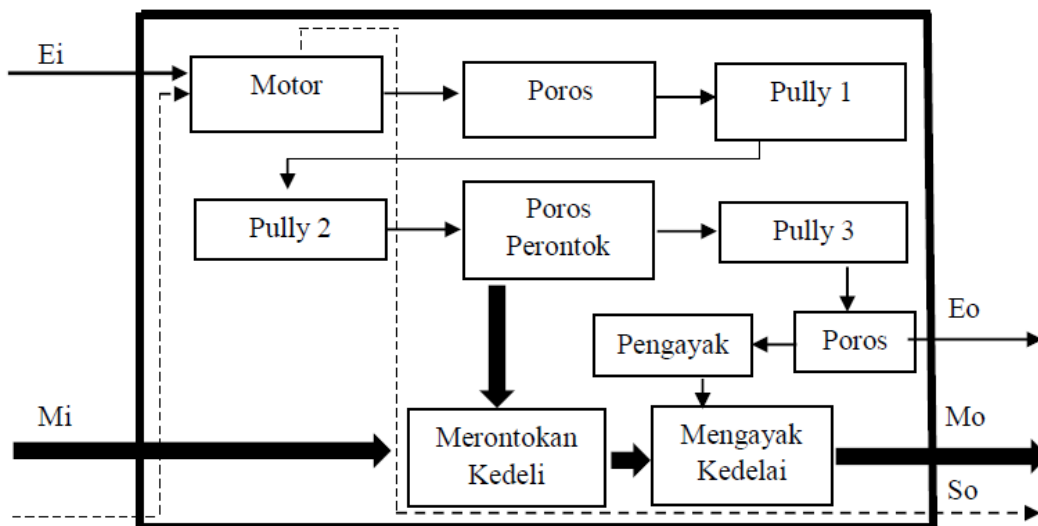 Ei
Motor
Poros
Pully 1
Pully 2
Poros
Perontok
Pully 3
Eo
Pengayak
Poros
Mi
Merontokan
Kedeli
Mengayak
Kedelai
Mo
So